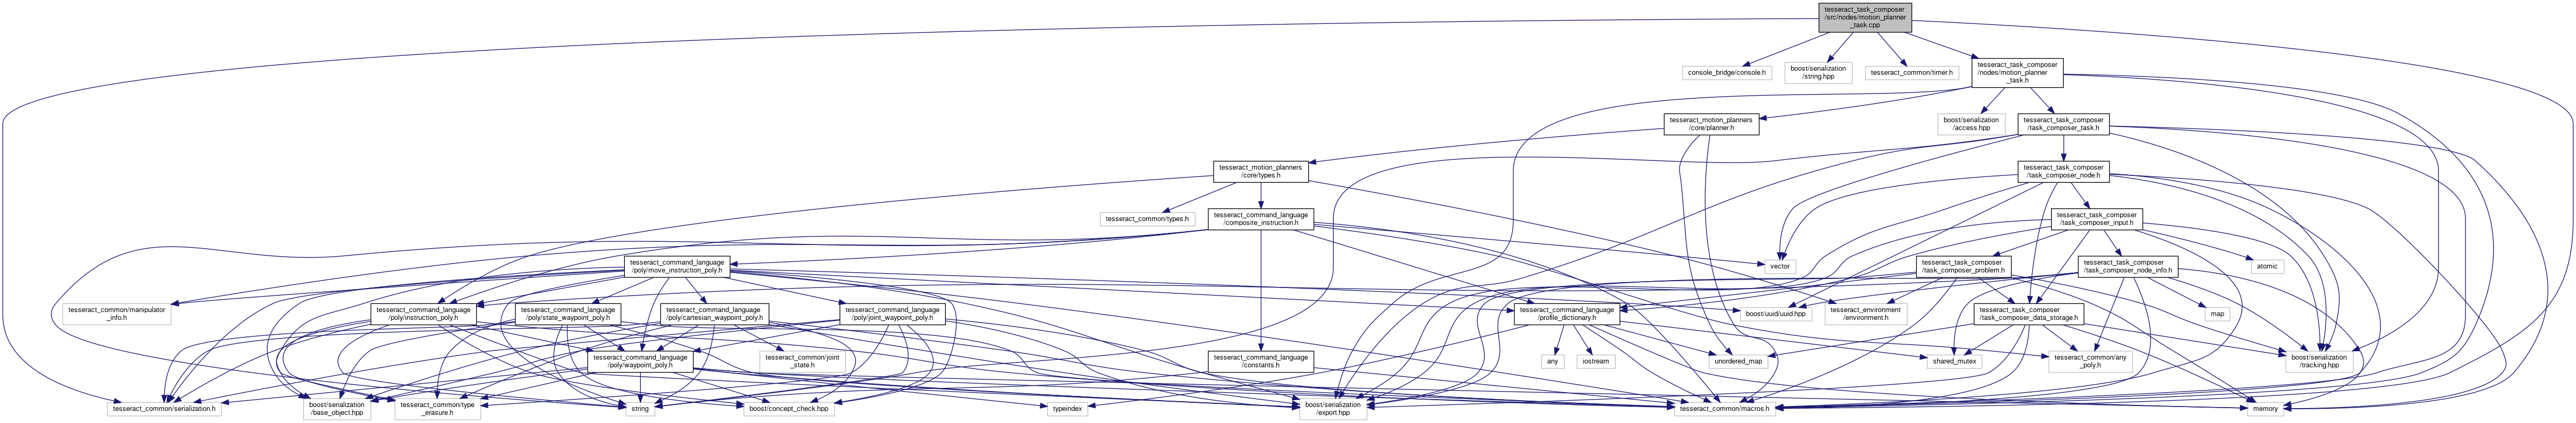 tesseract_task_composer
/src/nodes/motion_planner
_task.cpp
console_bridge/console.h
boost/serialization
/string.hpp
tesseract_common/timer.h
tesseract_task_composer
/nodes/motion_planner
_task.h
tesseract_motion_planners
/core/planner.h
boost/serialization
/access.hpp
tesseract_task_composer
/task_composer_task.h
tesseract_motion_planners
/core/types.h
tesseract_task_composer
/task_composer_node.h
tesseract_common/types.h
tesseract_command_language
/composite_instruction.h
tesseract_task_composer
/task_composer_input.h
tesseract_command_language
/poly/move_instruction_poly.h
vector
tesseract_task_composer
/task_composer_problem.h
tesseract_task_composer
/task_composer_node_info.h
atomic
tesseract_common/manipulator
_info.h
tesseract_command_language
/poly/instruction_poly.h
tesseract_command_language
/poly/state_waypoint_poly.h
tesseract_command_language
/poly/cartesian_waypoint_poly.h
tesseract_command_language
/poly/joint_waypoint_poly.h
tesseract_command_language
/profile_dictionary.h
boost/uuid/uuid.hpp
tesseract_environment
/environment.h
tesseract_task_composer
/task_composer_data_storage.h
map
tesseract_command_language
/poly/waypoint_poly.h
tesseract_common/joint
_state.h
tesseract_command_language
/constants.h
any
iostream
unordered_map
shared_mutex
tesseract_common/any
_poly.h
boost/serialization
/tracking.hpp
tesseract_common/serialization.h
boost/serialization
/base_object.hpp
tesseract_common/type
_erasure.h
string
boost/concept_check.hpp
typeindex
boost/serialization
/export.hpp
tesseract_common/macros.h
memory